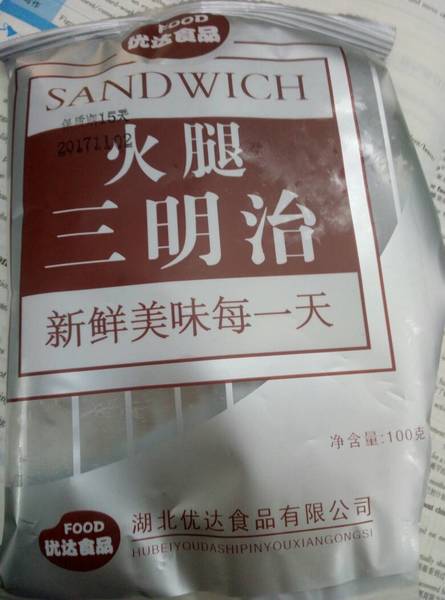 FOOD
优达食品
SANDWICH
保质期15天
20171102
火腿
三明治
新鲜美味每一天
净含量:100克
FOOD
优达食品
湖北优达食品有限公司
HUBEIYOUDASHIPINYOUXIANGONGSI